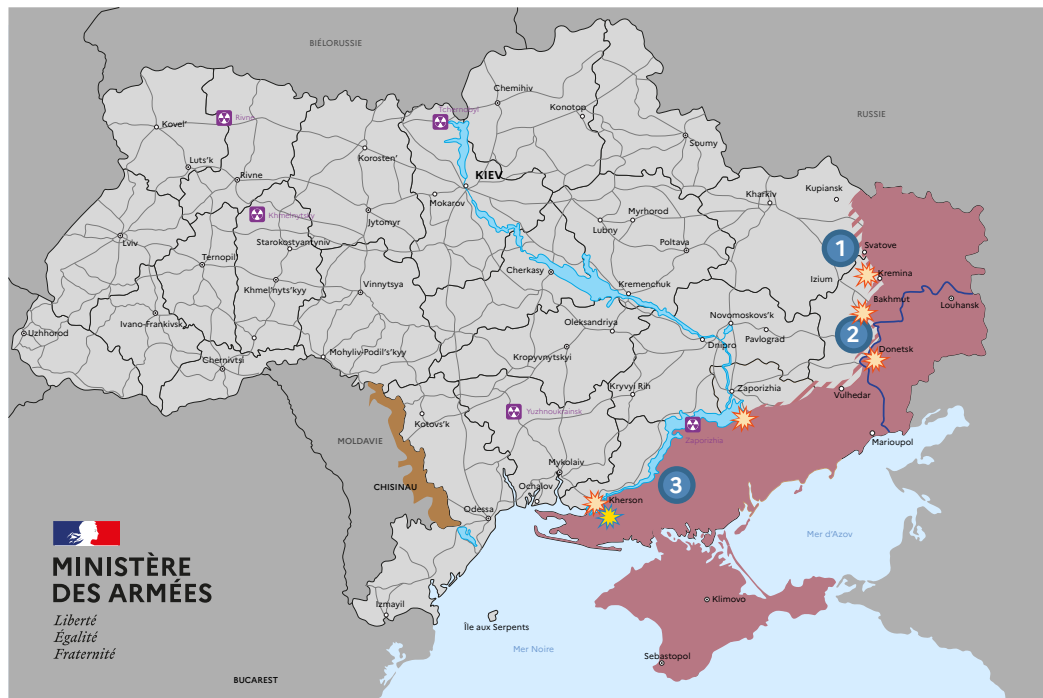 BIÉLORUSSIE
RUSSIE
Chemihiv
Konotop
Tchernobyl
Rivne
Kovel'
Soumy
Korosten'
Luts'k
Rivne
KIEV
Mokarov
Kharkiv
Kupiansk
Khmelnytsky
Jytomyr
Myrhorod
Lubny
Poltava
Lviv
Starokostyantyniv
Ternopil
1
Svatove
Cherkasy
Izium
Kremina
Khmel'nyts'kyy
Vinnytsya
Kremenchuk
Bakhmut
Louhansk
Ivano-Frankivsk
Oleksandriya
Novomoskovs'k
Uzhhorod
Pavlograd
2
Dnipro
Donetsk
Chernivtsi
Mohyliv-Podil's'kyy
Kropyvnytskyi
Kryvyi Rih
Zaporizhia
Vulhedar
Yuzhnoukrainsk
Kotovs'k
MOLDAVIE
Zaporizhia
Marioupol
Mykolaiv
CHISINAU
Ochalov
3
Kherson
Odessa
Mer d'Azov
MINISTÈRE
DES ARMÉES
Liberté
Égalité
Fraternité
Izmayil
Klimovo
Île aux Serpents
Mer Noire
Sebastopol
BUCAREST